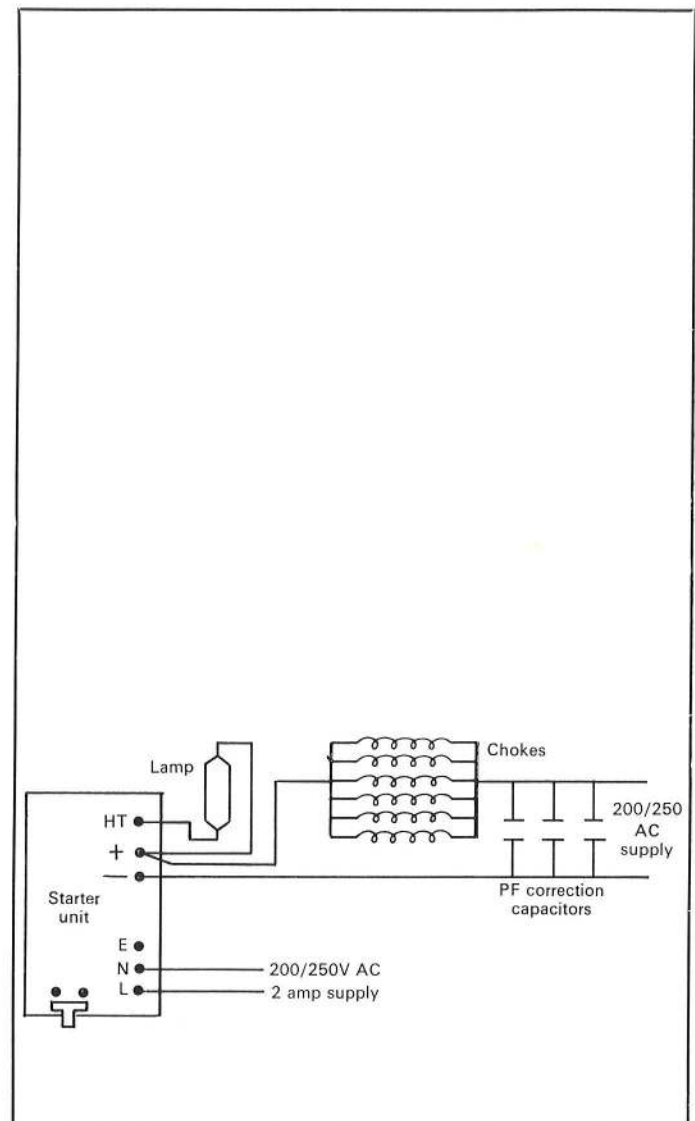 Lamp
Chokes
HT
+
—
Starter
unit
E
N
L
200/250
AC
supply
PF correction
capacitors
200/250V AC
2 amp supply